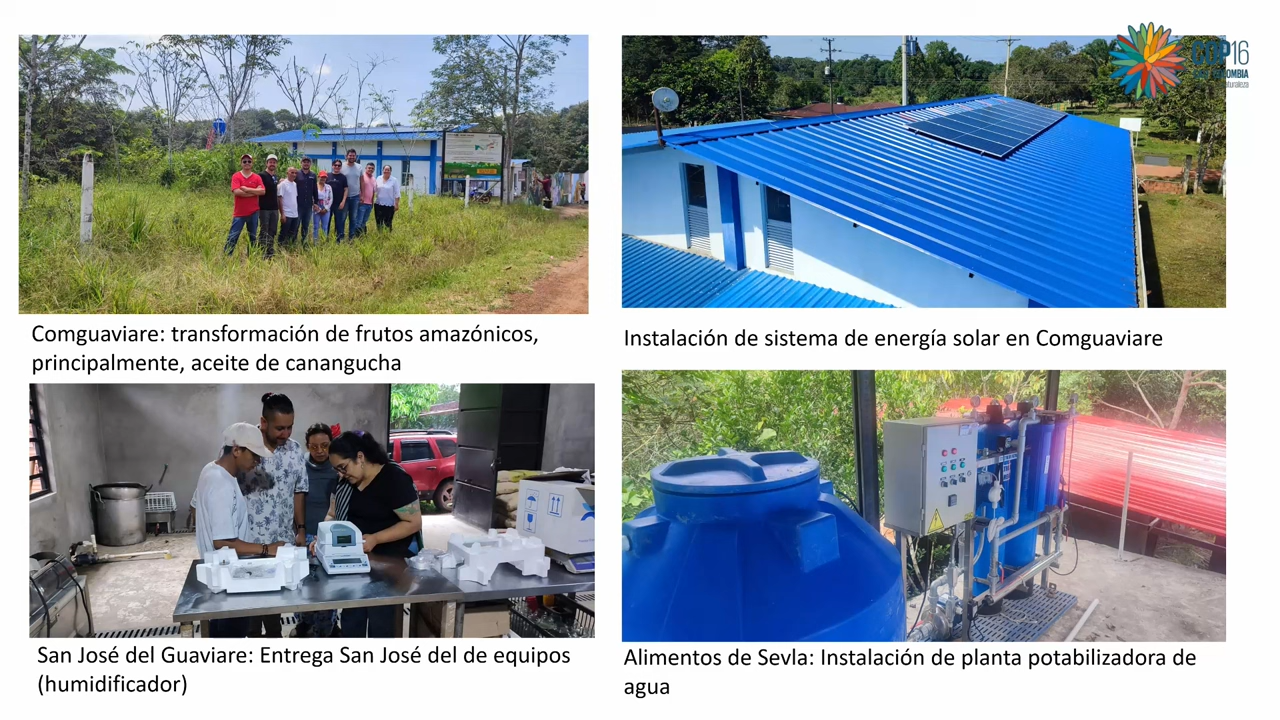 COP16
COLOMBIA
Comguaviare: transformación de frutos amazónicos,
principalmente, aceite de canangucha
Instalación de sistema de energía solar en Comguaviare
San José del Guaviare: Entrega San José del de equipos
(humidificador)
Alimentos de Sevla: Instalación de planta potabilizadora de
agua